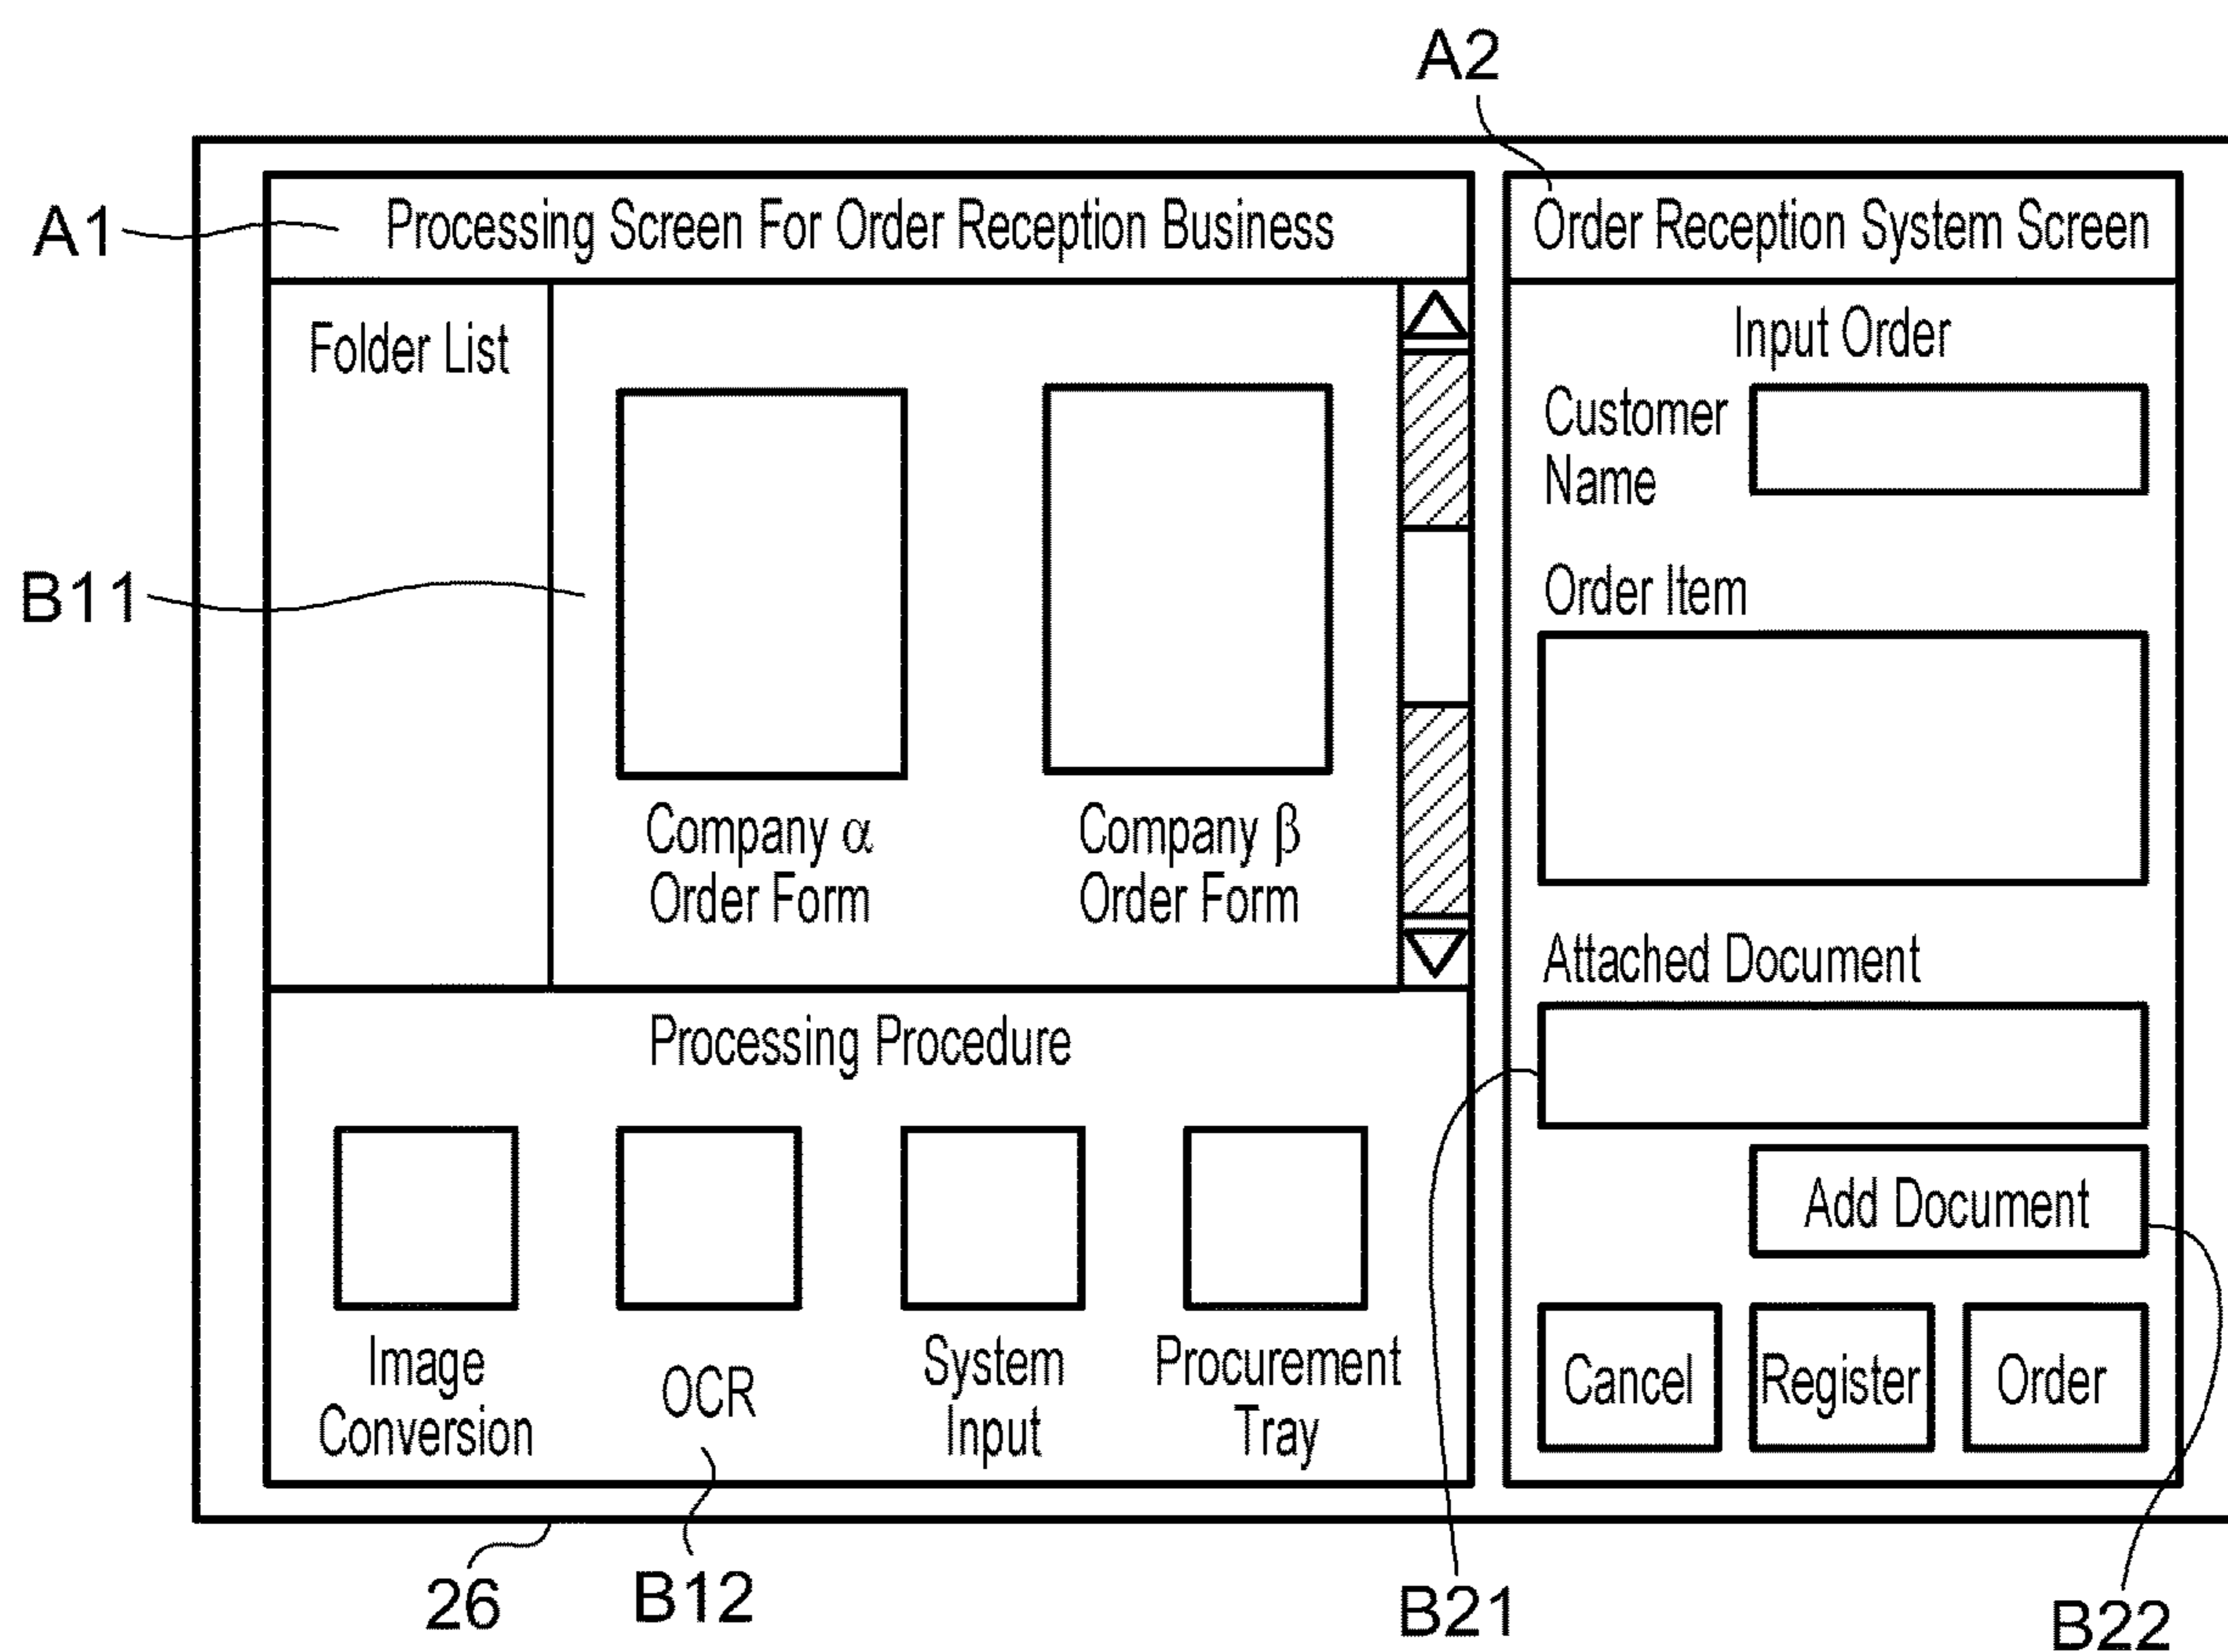 A2
A1
Processing Screen For Order Reception Business
Order Reception System Screen
Folder List
Input Order
Customer
Name
B11
Order Item
Company α
Order Form
Company β
Order Form
Attached Document
Processing Procedure
Add Document
Image
Conversion
OCR
System
Input
Procurement
Tray
Cancel
Register
Order
26
B12
B21
B22